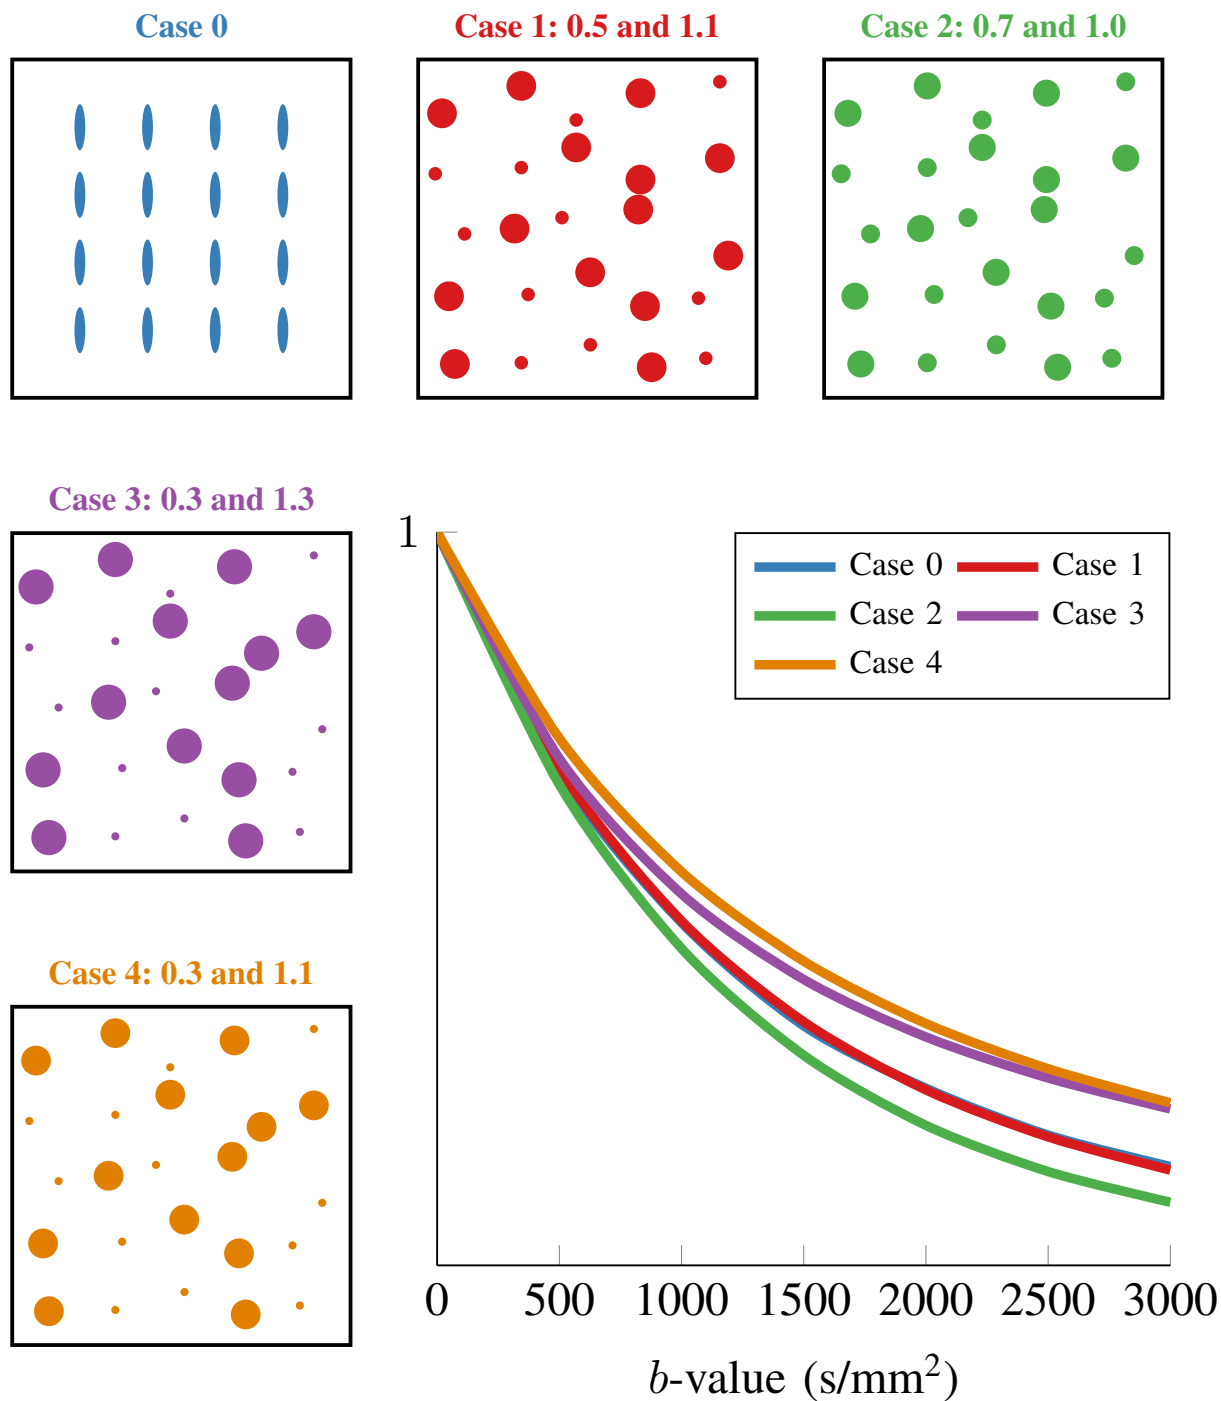 Case 0
Case 1: 0.5 and 1.1
Case 2: 0.7 and 1.0
Case 3: 0.3 and 1.3
Case 4: 0.3 and 1.1
1
Case 0 Case 1
Case 2 Case 3
Case 4
0 500 1000 1500 2000 2500 3000
b-value (s/mm²)